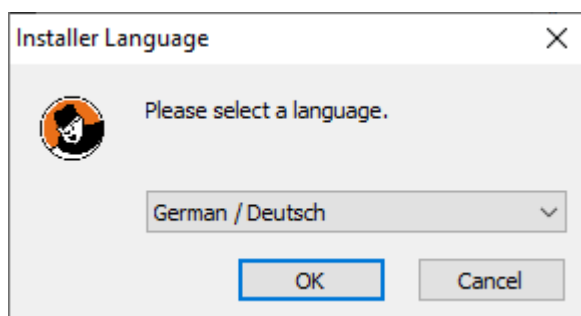 Installer Language
Please select a language.
German / Deutsch
OK Cancel